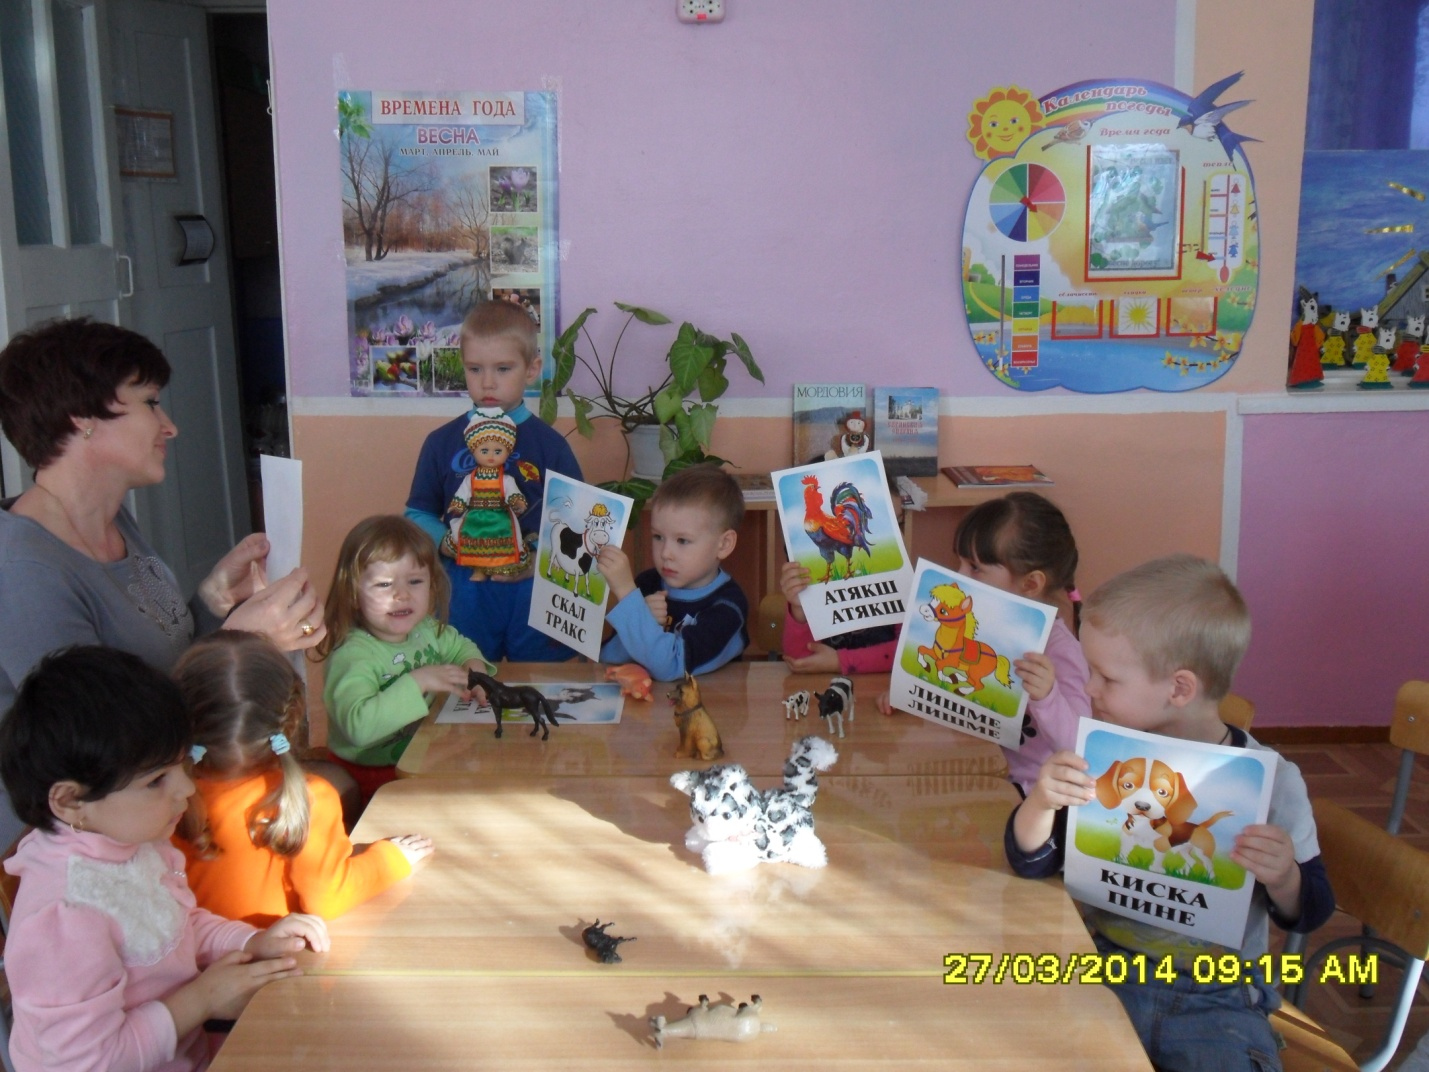 ВРЕМЕНА ГОДА
ВЕСНА
МАРТ, АПРЕЛЬ, МАЙ
Календарь
погоды
Время года
МОРДОВИЯ
СКАЛ
ТРАКС
АТЯКШ
АТЯКШ
ЛИШМЕ
ЛИШМЕ
КИСКА
ПИНЕ
27/03/2014 09:15 AM